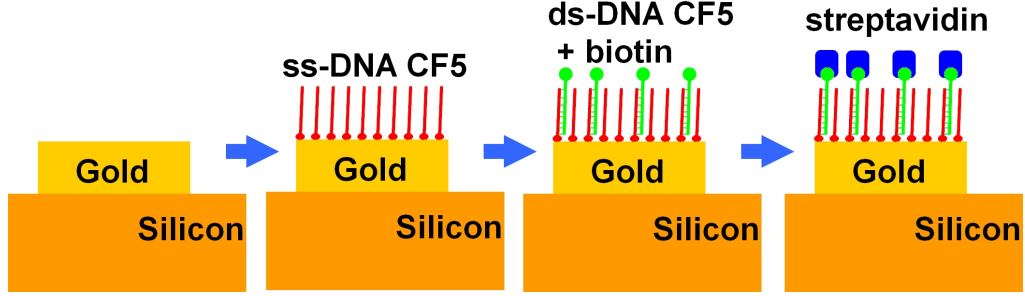 Gold
Silicon
ss-DNA CF5
Gold
Silicon
ds-DNA CF5
+ biotin
Gold
Silicon
streptavidin
Gold
Silicon